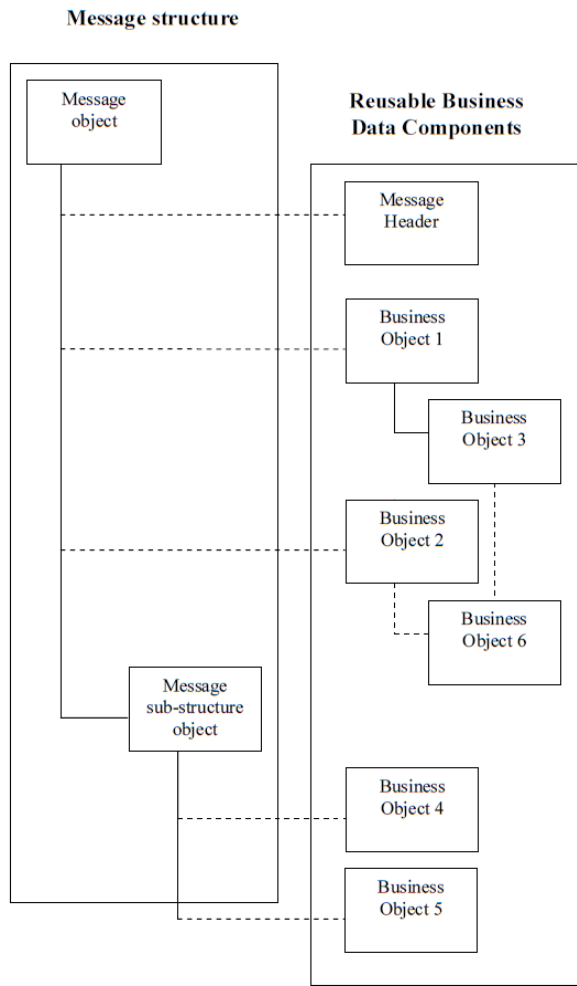 Message structure
Message
object
Reusable Business
Data Components
Message
Header
Business
Object 1
Business
Object 3
Business
Object 2
Business
Object 6
Message
sub-structure
object
Business
Object 4
Business
Object 5